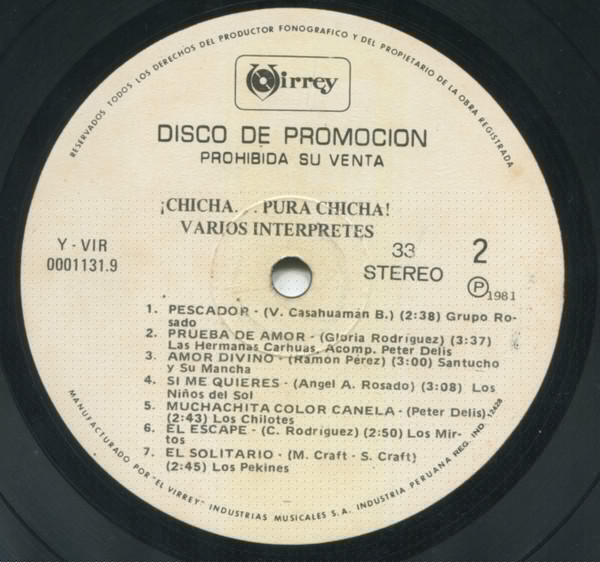 RESERVADOS TODOS LOS DERECHOS DEL PRODUCTOR FONOGRAFICO Y DEL PROPIETARIO DE LA OBRA REGISTRADA
Virrey
DISCO DE PROMOCION
PROHIBIDA SU VENTA
¡CHICHA. . . PURA CHICHA!
VARIOS INTERPRETES
Y - VIR
0001131.9
33
STEREO
2
Ⓟ1981
1. PESCADOR - (V. Casahuamán B.) (2:38) Grupo Ro-
sado
2. PRUEBA DE AMOR - (Gloria Rodríguez) (3:37)
Las Hermanas Carhuas, Acomp. Peter Delis
3. AMOR DIVINO - (Ramón Pérez) (3:00) Santucho
y Su Mancha
4. SI ME QUIERES - (Angel A. Rosado) (3:08) Los
Niños del Sol
5. MUCHACHITA COLOR CANELA - (Peter Delis)
(2:43) Los Chilotes
6. EL ESCAPE - (C. Rodríguez) (2:50) Los Mir-
tos
7. EL SOLITARIO - (M. Craft - S. Craft)
(2:45) Los Pekines
MANUFACTURADO POR "EL VIRREY" INDUSTRIAS MUSICALES S.A. INDUSTRIA PERUANA REG. IND. 13428